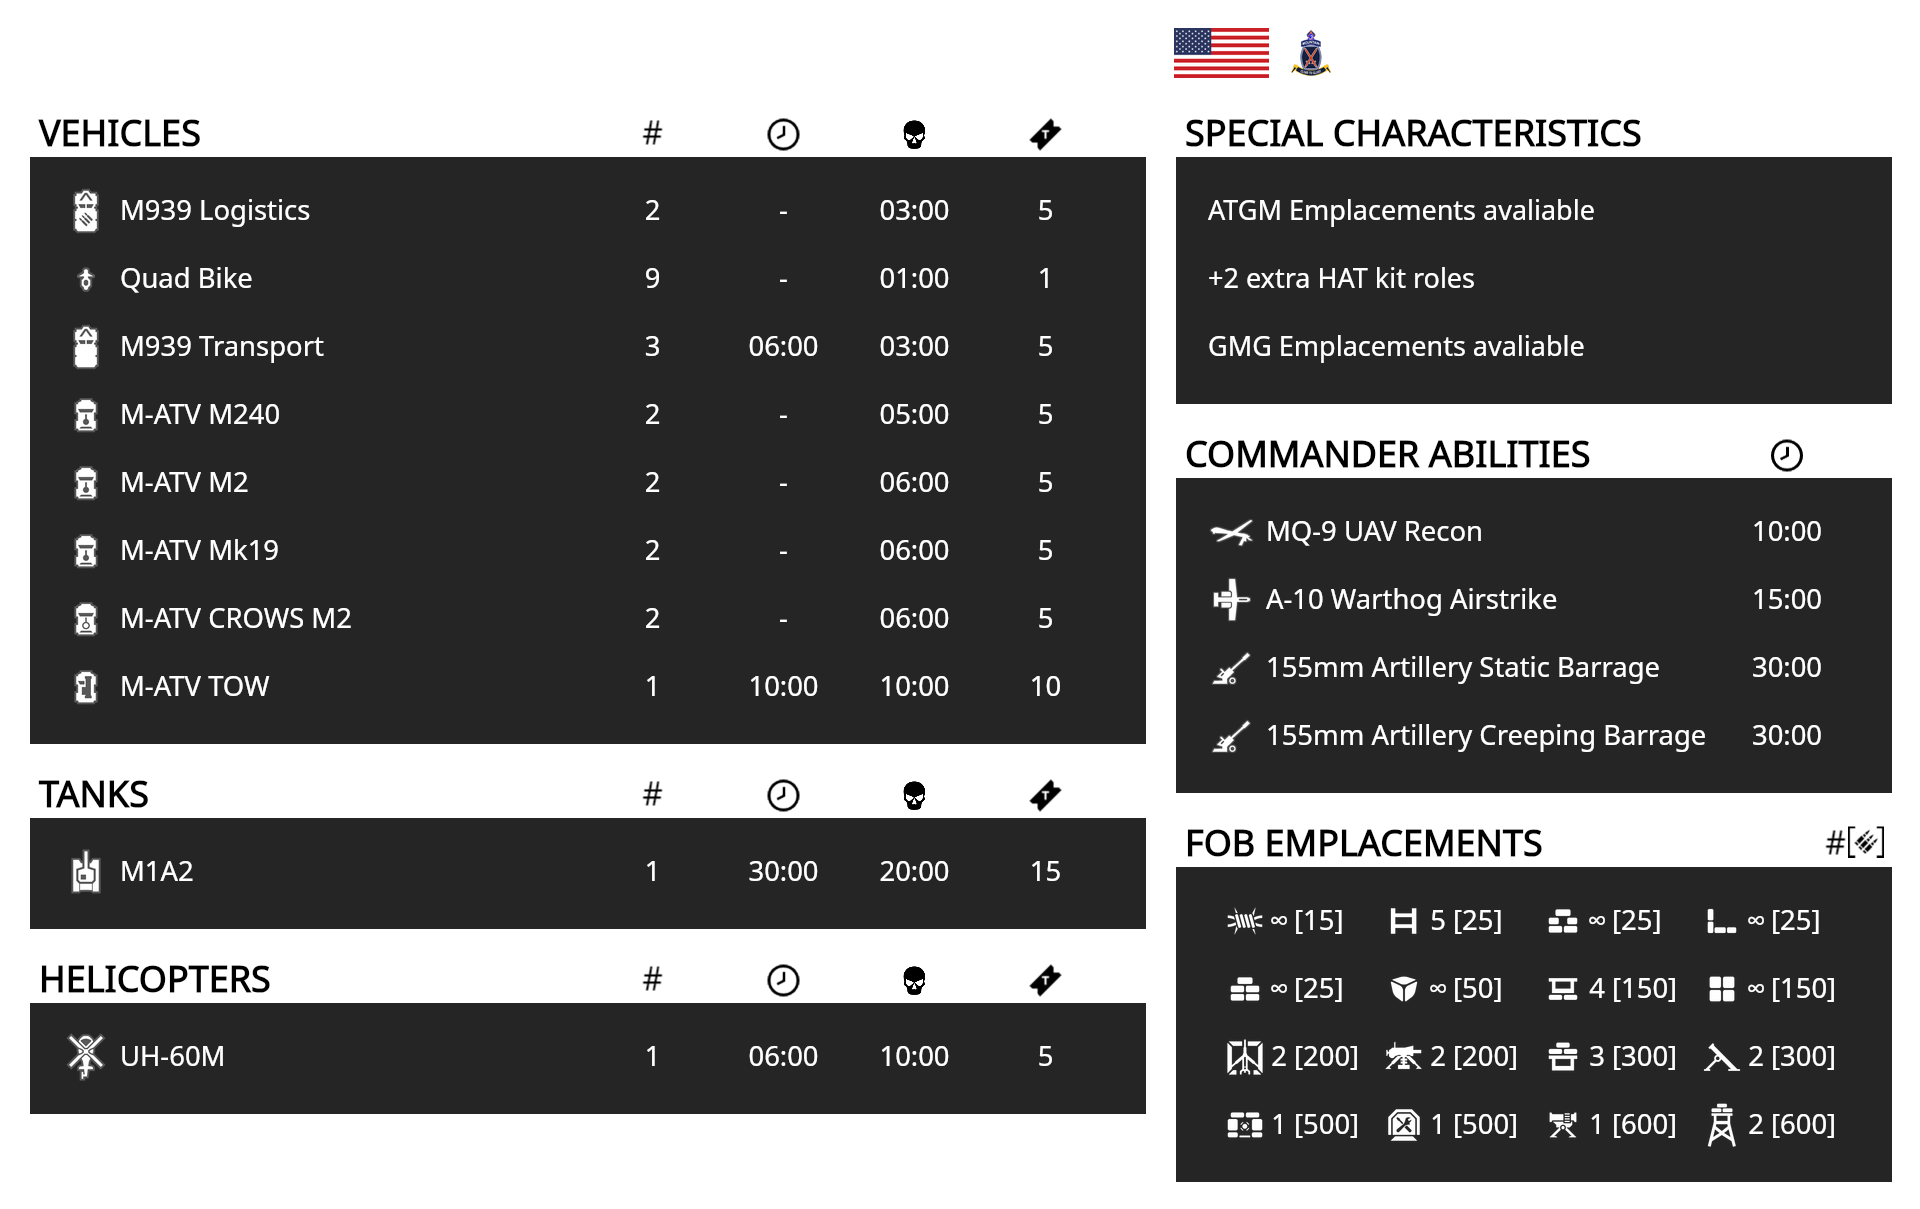 VEHICLES #
M939 Logistics 2 - 03:00 5
Quad Bike 9 - 01:00 1
M939 Transport 3 06:00 03:00 5
M-ATV M240 2 - 05:00 5
M-ATV M2 2 - 06:00 5
M-ATV Mk19 2 - 06:00 5
M-ATV CROWS M2 2 - 06:00 5
M-ATV TOW 1 10:00 10:00 10
TANKS #
M1A2 1 30:00 20:00 15
HELICOPTERS #
UH-60M 1 06:00 10:00 5
SPECIAL CHARACTERISTICS
ATGM Emplacements avaliable
+2 extra HAT kit roles
GMG Emplacements avaliable
COMMANDER ABILITIES
MQ-9 UAV Recon 10:00
A-10 Warthog Airstrike 15:00
155mm Artillery Static Barrage 30:00
155mm Artillery Creeping Barrage 30:00
FOB EMPLACEMENTS #[]
∞ [15] 5 [25] ∞ [25] ∞ [25]
∞ [25] ∞ [50] 4 [150] ∞ [150]
2 [200] 2 [200] 3 [300] 2 [300]
1 [500] 1 [500] 1 [600] 2 [600]